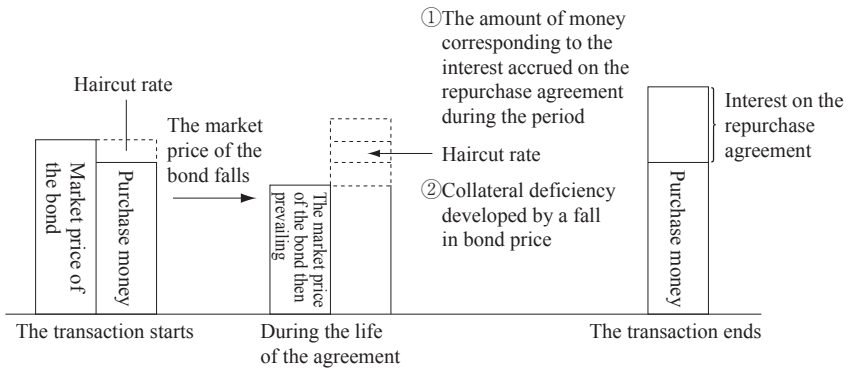 ①The amount of money
corresponding to the
interest accrued on the
repurchase agreement
during the period
Haircut rate
The market
price of the
bond falls
Haircut rate
②Collateral deficiency
developed by a fall
in bond price
Interest on the
repurchase
agreement
Market price of
the bond
Purchase money
The market price
of the bond then
prevailing
Purchase money
The transaction starts
During the life
of the agreement
The transaction ends